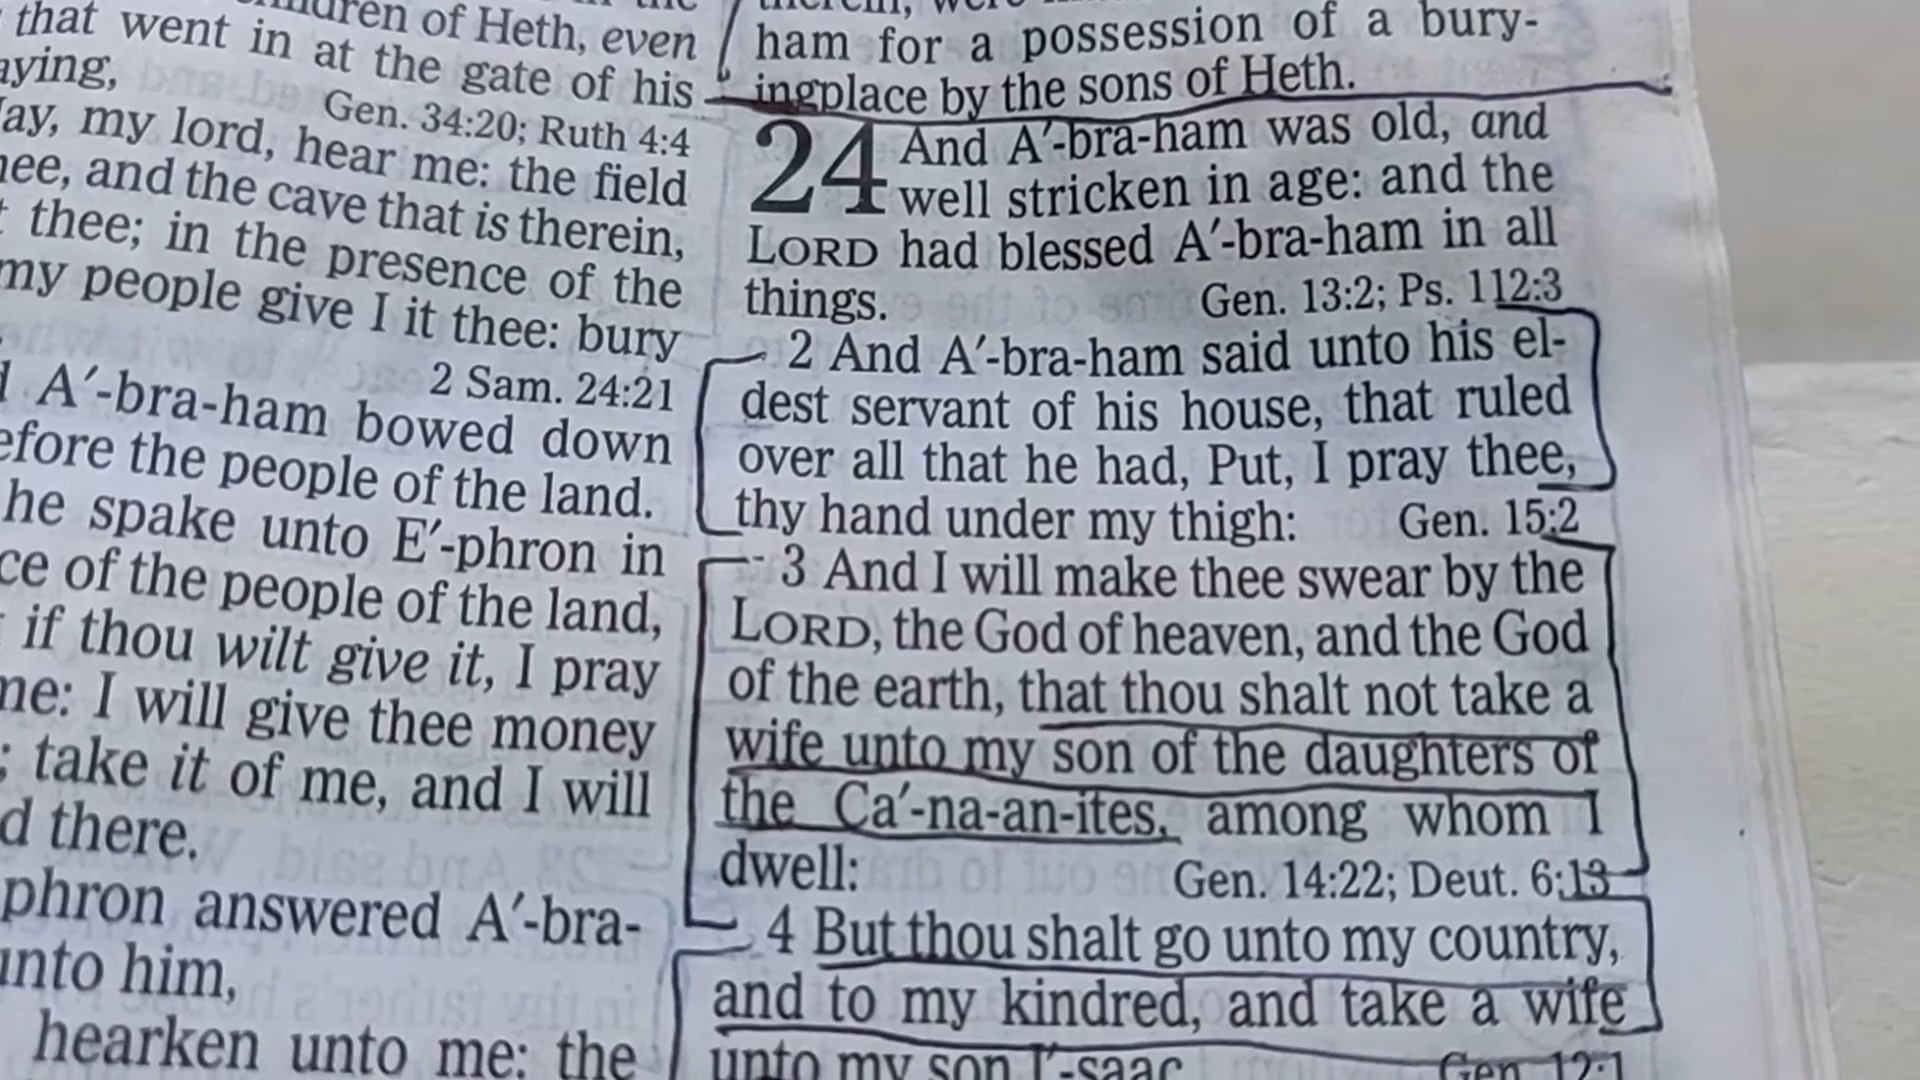 children of Heth, even
that went in at the gate of his
Gen. 34:20; Ruth 4:4
my lord, hear me: the field
and the cave that is therein,
thee; in the presence of the
my people give I it thee: bury
2 Sam. 24:21
A′-bra-ham bowed down
the people of the land.
he spake unto E′-phron in
of the people of the land,
if thou wilt give it, I pray
I will give thee money
; take it of me, and I will
there.
answered A′-bra-
him,
hearken unto me: the
ham for a possession of a bury-
ingplace by the sons of Heth.
24 And A′-bra-ham was old, and
well stricken in age: and the
LORD had blessed A′-bra-ham in all
things. Gen. 13:2; Ps. 112:3
2 And A′-bra-ham said unto his el-
dest servant of his house, that ruled
over all that he had, Put, I pray thee,
thy hand under my thigh: Gen. 15:2
3 And I will make thee swear by the
LORD, the God of heaven, and the God
of the earth, that thou shalt not take a
wife unto my son of the daughters of
the Ca′-na-an-ites, among whom I
dwell: Gen. 14:22; Deut. 6:13
4 But thou shalt go unto my country,
and to my kindred, and take a wife
unto my son I′-saac Gen. 12:1